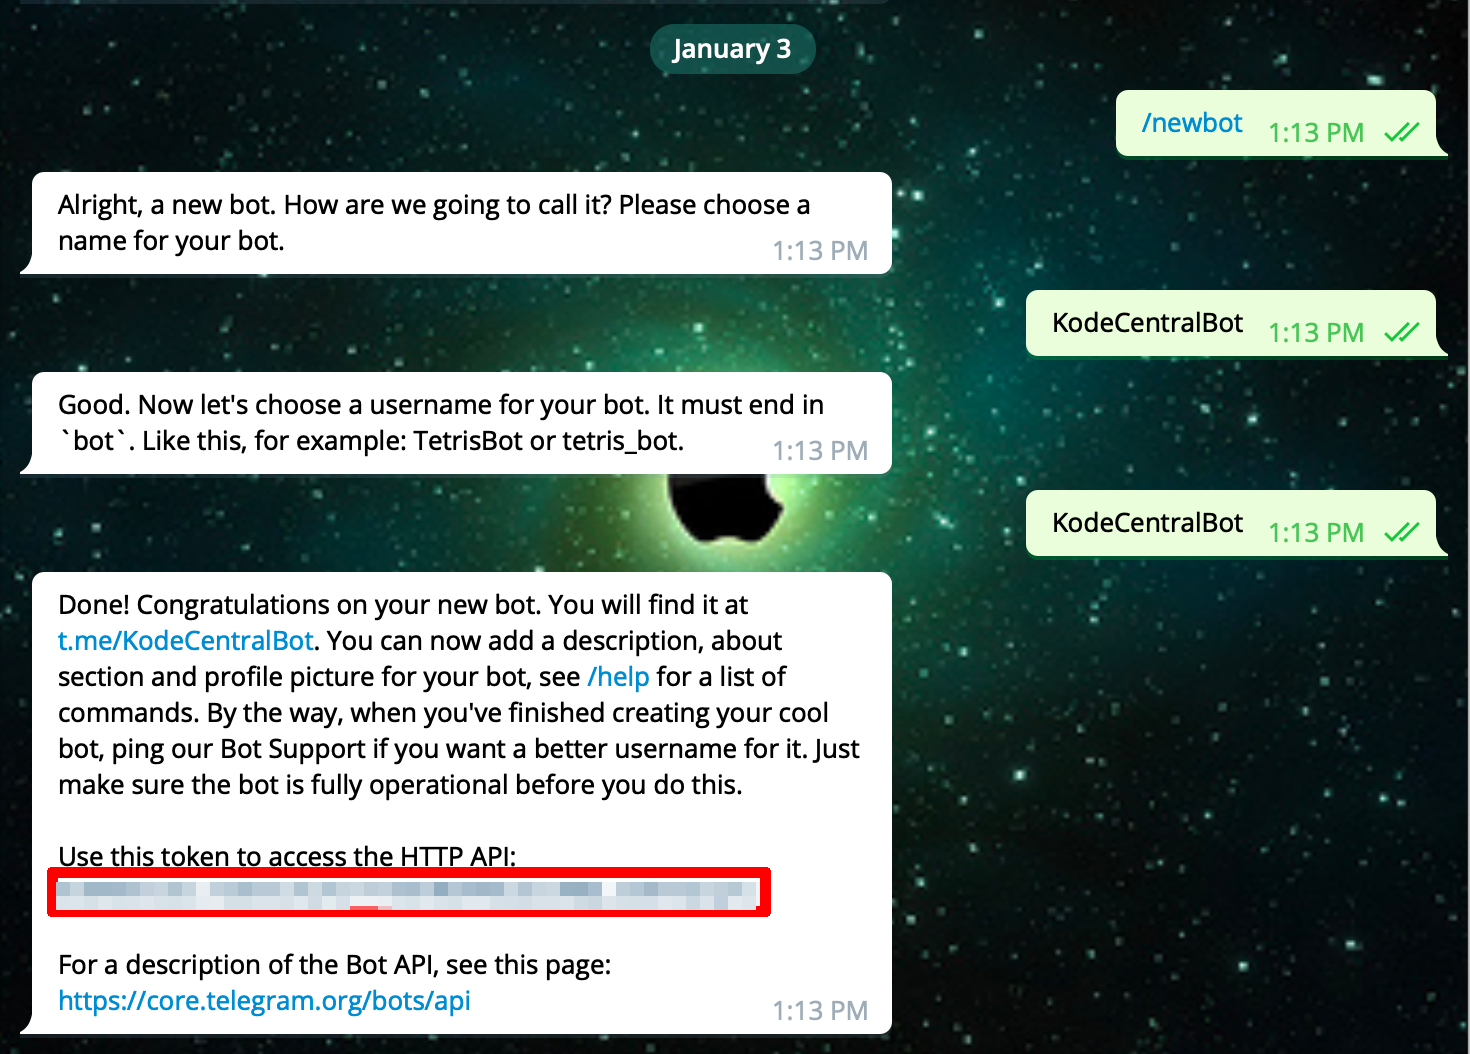 January 3
/newbot 1:13 PM
Alright, a new bot. How are we going to call it? Please choose a
name for your bot.
1:13 PM
KodeCentralBot 1:13 PM
Good. Now let's choose a username for your bot. It must end in
`bot`. Like this, for example: TetrisBot or tetris_bot.
1:13 PM
KodeCentralBot 1:13 PM
Done! Congratulations on your new bot. You will find it at
t.me/KodeCentralBot. You can now add a description, about
section and profile picture for your bot, see /help for a list of
commands. By the way, when you've finished creating your cool
bot, ping our Bot Support if you want a better username for it. Just
make sure the bot is fully operational before you do this.
Use this token to access the HTTP API:
For a description of the Bot API, see this page:
https://core.telegram.org/bots/api
1:13 PM